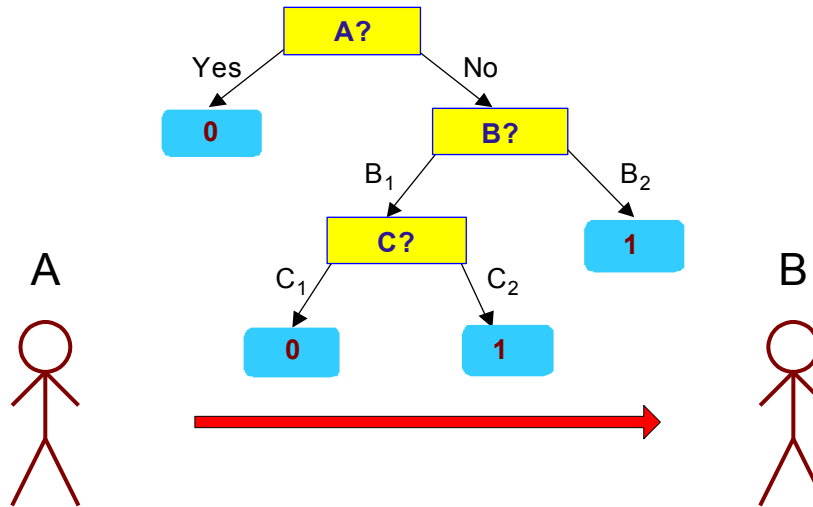 A?
Yes No
0
B?
B₁ B₂
C?
1
A
B
C₁ C₂
0
1